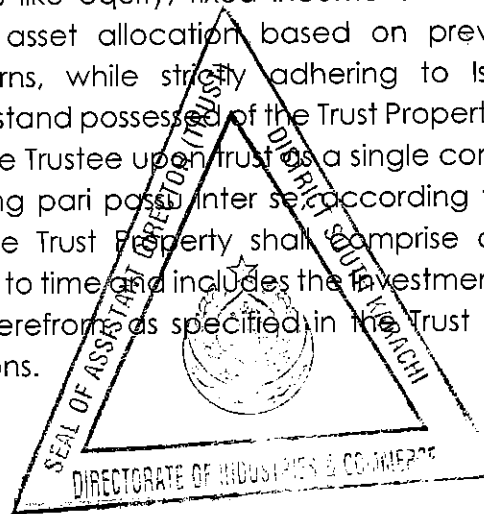 like equity, fixed income
asset allocation based on prev
rns, while strictly adhering to Is
stand possessed of the Trust Propert
e Trustee upon trust as a single con
ng pari passu inter se, according
e Trust Property shall comprise
to time and includes the Investmen
erefrom as specified in the Trust
ons.
SEAL OF ASSISTANT DIRECTOR (TRUST)
DISTRICT SOUTH KARACHI
DIRECTORATE OF INDUSTRIES & COMMERCE